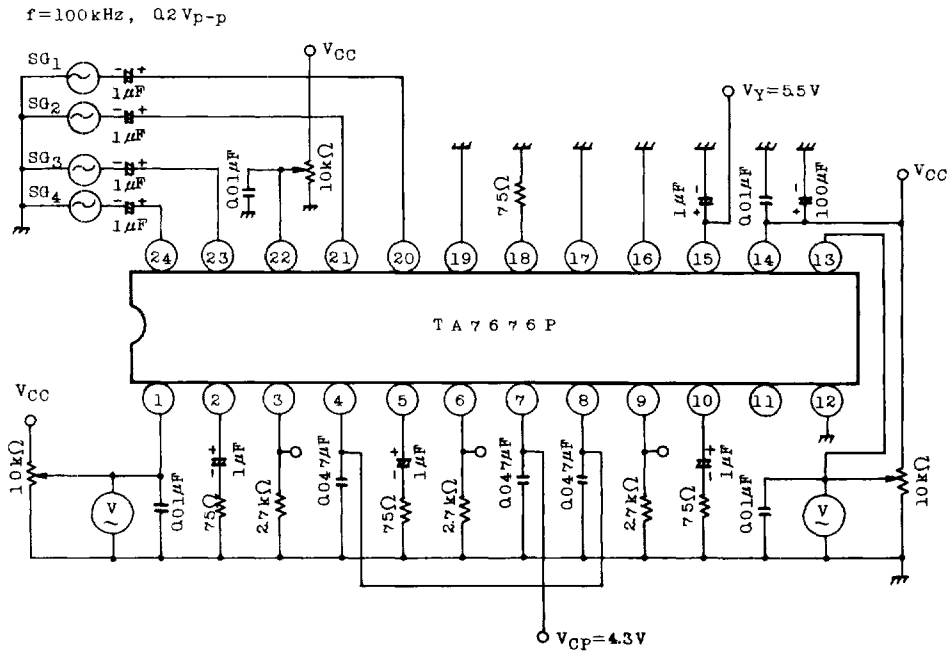 f=100kHz, 0.2Vp-p
VCC
SG1
1μF
SG2
1μF
SG3
1μF
SG4
1μF
0.01μF
10kΩ
75Ω
VY=5.5V
1μF
0.01μF
100μF
VCC
24 23 22 21 20 19 18 17 16 15 14 13
TA7676P
1 2 3 4 5 6 7 8 9 10 11 12
VCC
10kΩ
V
0.01μF
1μF
75Ω
2.7kΩ
0.047μF
1μF
75Ω
2.7kΩ
0.047μF
0.047μF
2.7kΩ
1μF
75Ω
0.01μF
V
10kΩ
VCP=4.3V